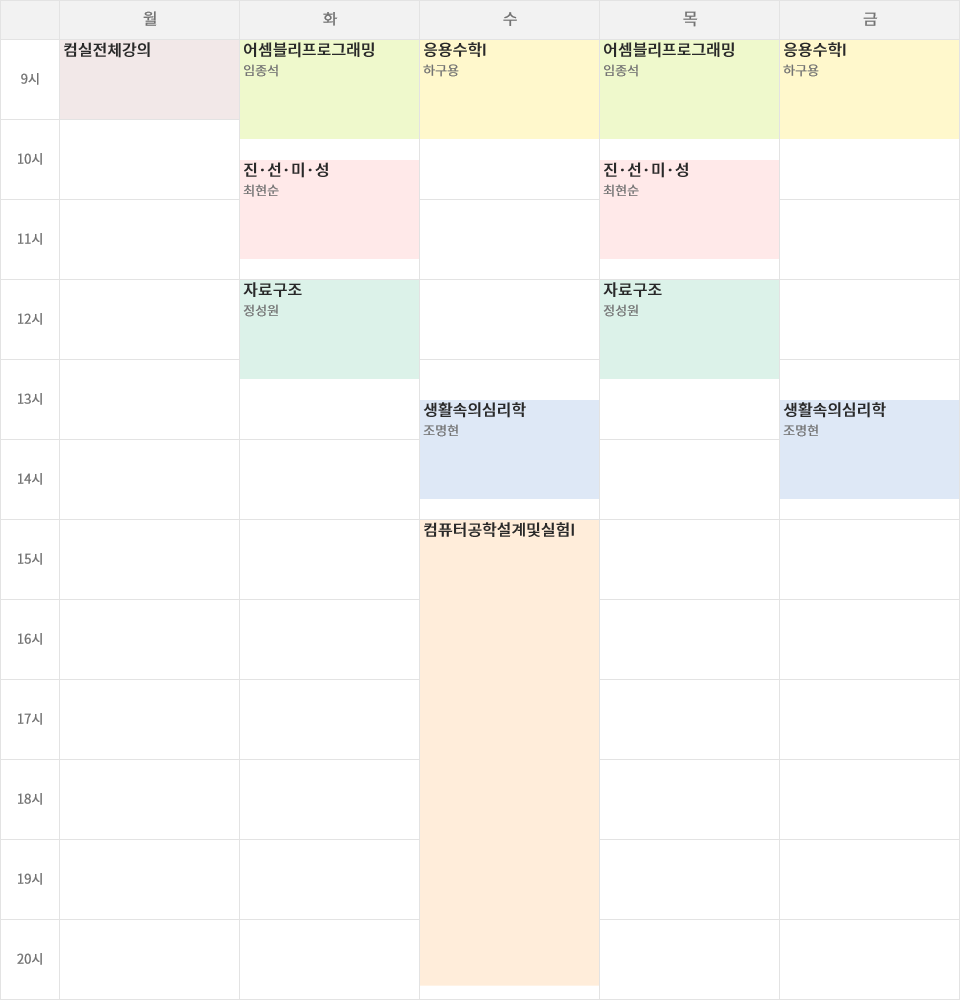 월 화 수 목 금
9시
컴실전체강의
어셈블리프로그래밍
임종석
응용수학I
하구용
어셈블리프로그래밍
임종석
응용수학I
하구용
10시
진·선·미·성
최현순
진·선·미·성
최현순
11시
12시
자료구조
정성원
자료구조
정성원
13시
생활속의심리학
조명현
생활속의심리학
조명현
14시
15시
컴퓨터공학설계및실험I
16시
17시
18시
19시
20시